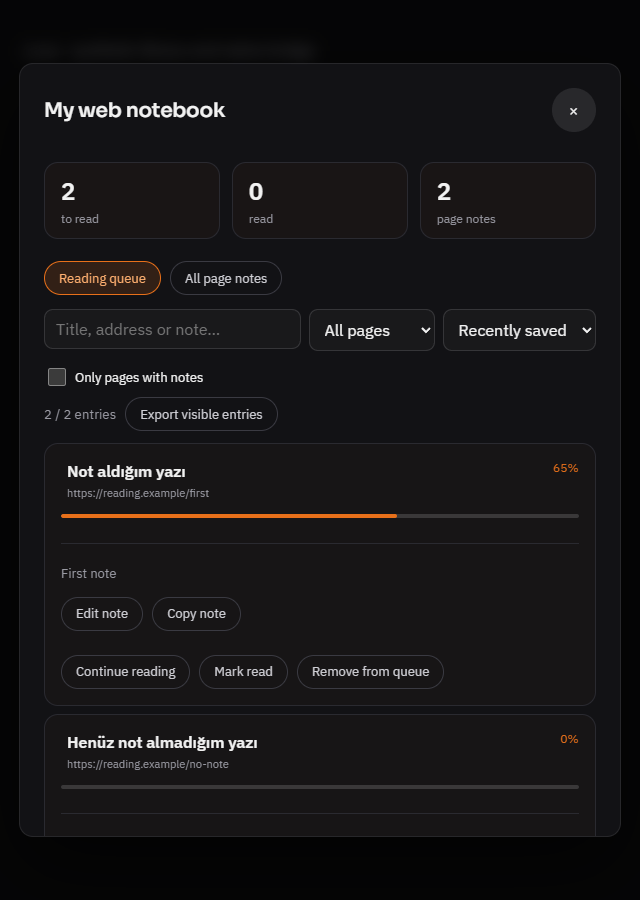 My web notebook
×
2
to read
0
read
2
page notes
Reading queue
All page notes
Title, address or note...
All pages
Recently saved
Only pages with notes
2 / 2 entries
Export visible entries
Not aldığım yazı
65%
https://reading.example/first
First note
Edit note
Copy note
Continue reading
Mark read
Remove from queue
Henüz not almadığım yazı
0%
https://reading.example/no-note